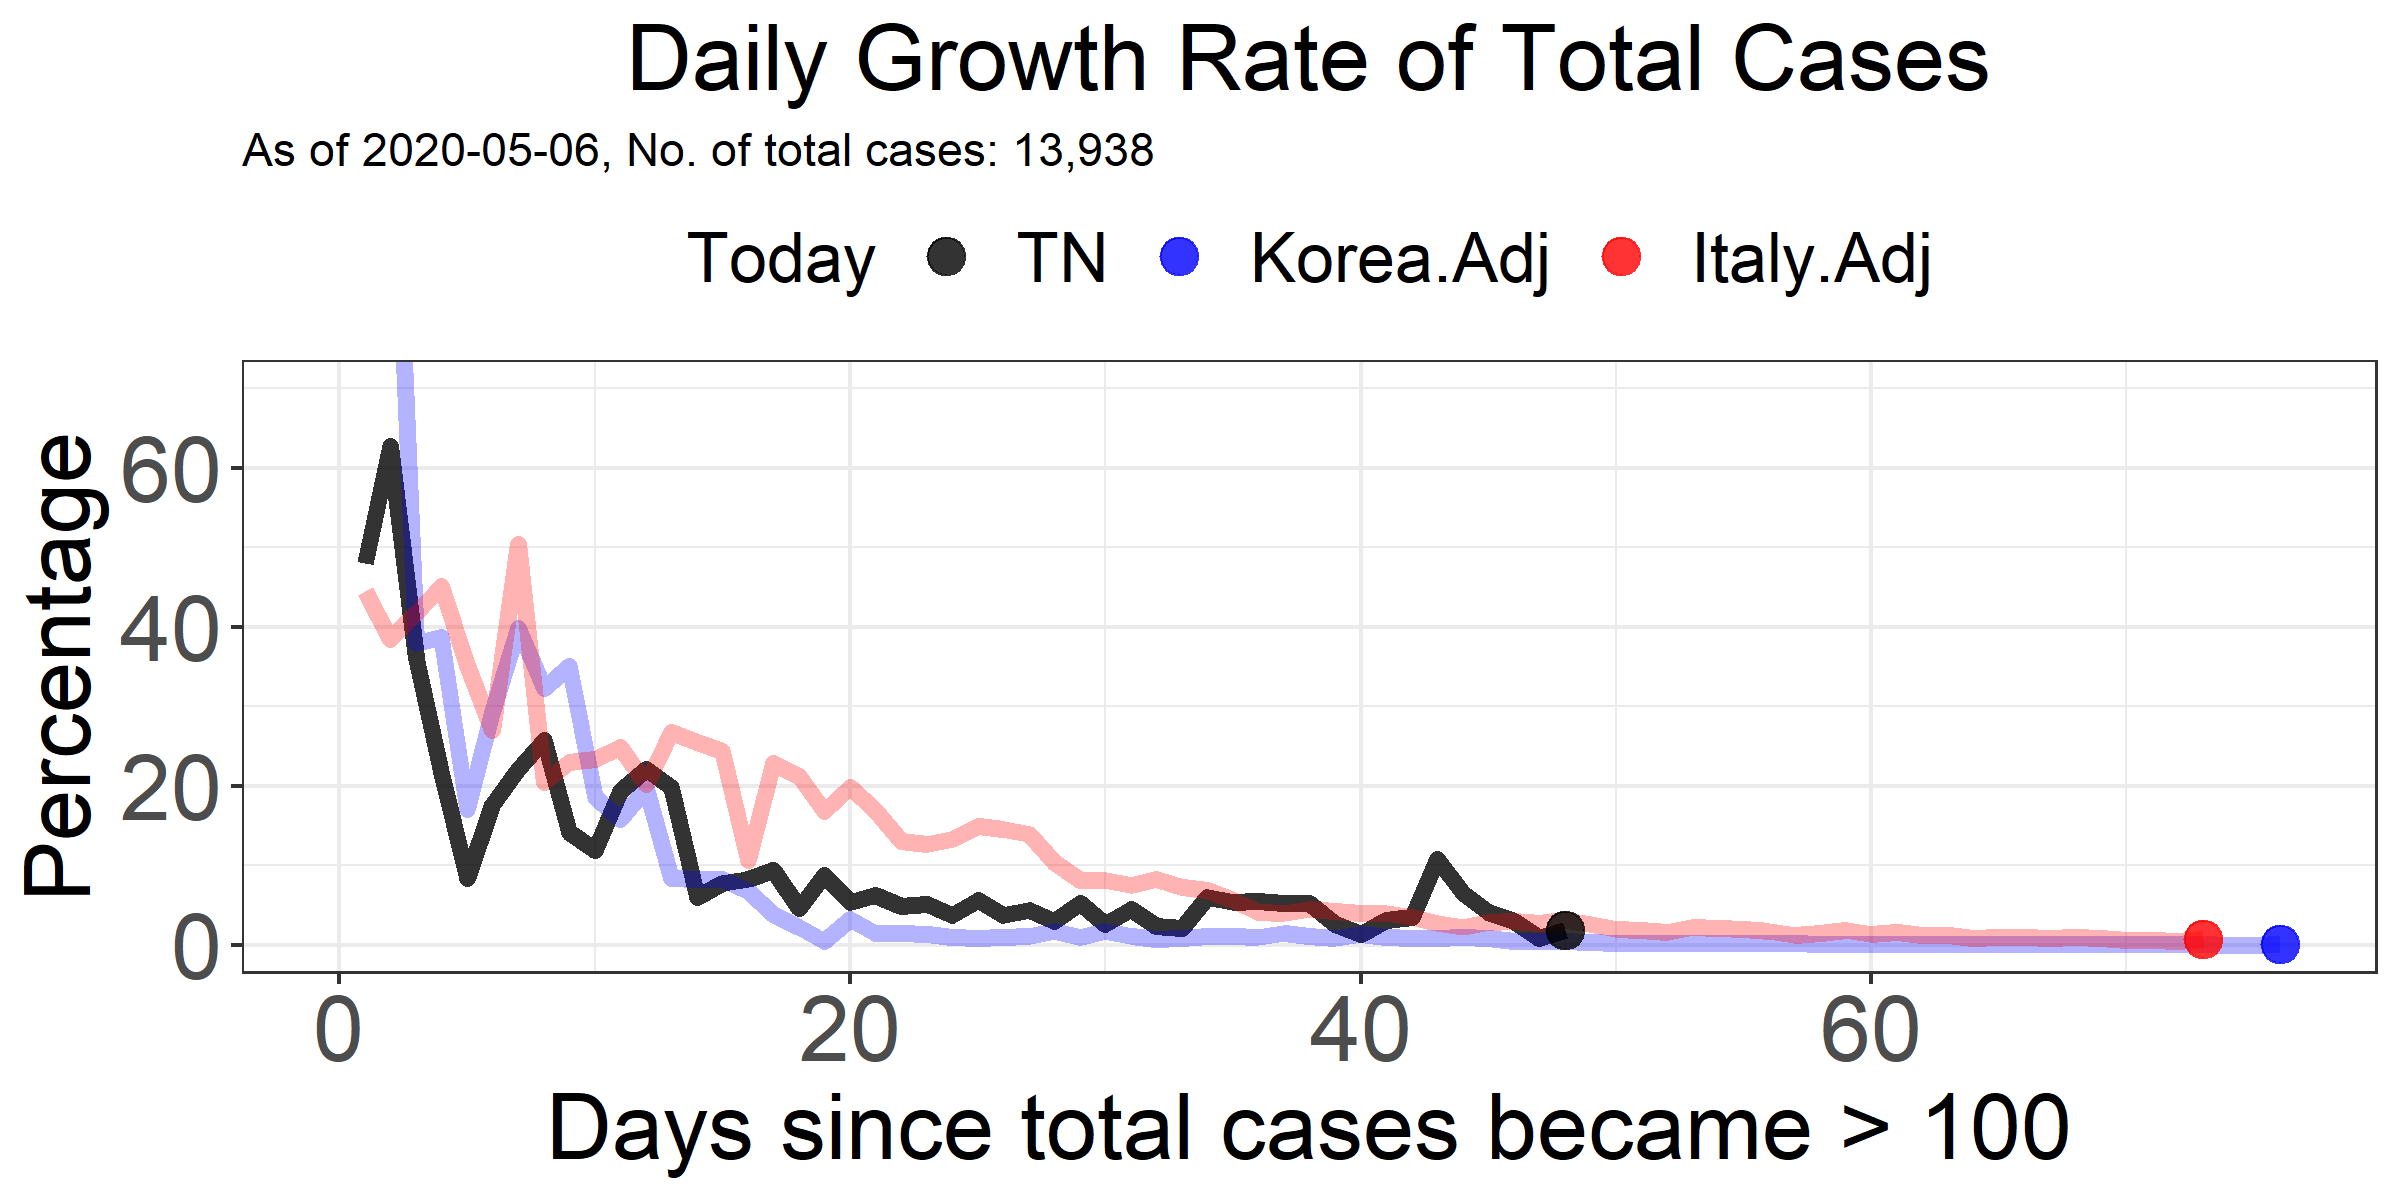 Daily Growth Rate of Total Cases
As of 2020-05-06, No. of total cases: 13,938
Today TN Korea.Adj Italy.Adj
Percentage
60
40
20
0
0 20 40 60
Days since total cases became > 100